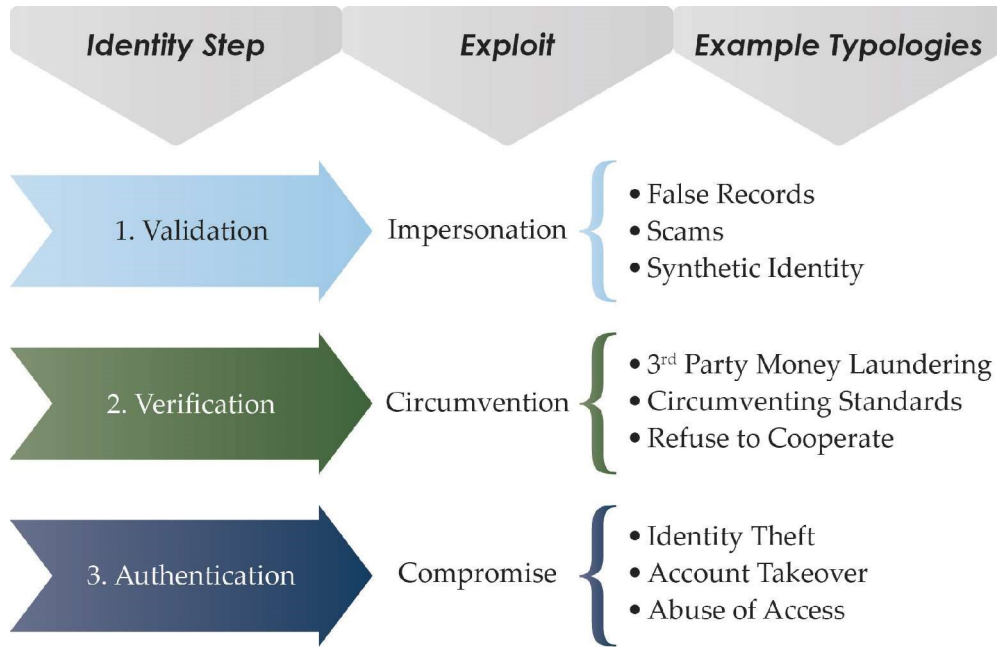 Identity Step
Exploit
Example Typologies
1. Validation
Impersonation
• False Records
• Scams
• Synthetic Identity
2. Verification
Circumvention
• 3rd Party Money Laundering
• Circumventing Standards
• Refuse to Cooperate
3. Authentication
Compromise
• Identity Theft
• Account Takeover
• Abuse of Access